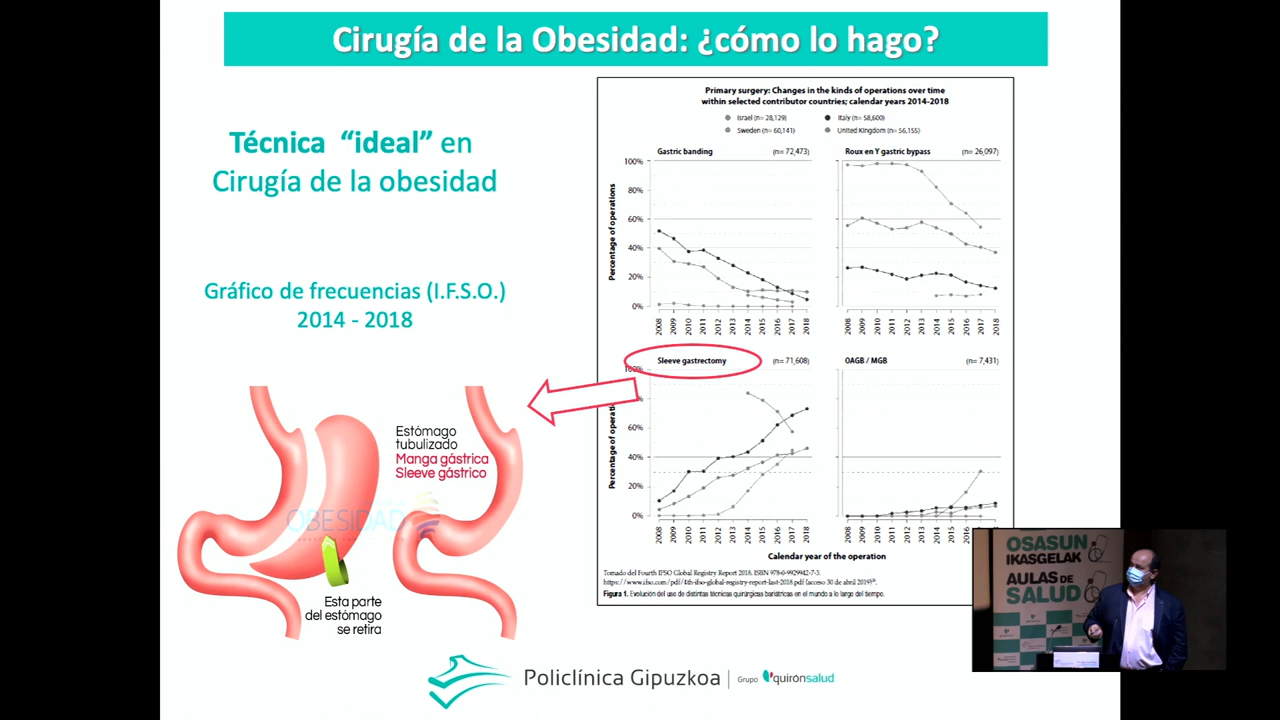 Cirugía de la Obesidad: ¿cómo lo hago?
Técnica “ideal” en
Cirugía de la obesidad
Gráfico de frecuencias (I.F.S.O.)
2014 - 2018
Primary surgery: Changes in the kinds of operations over time
within selected contributor countries; calendar years 2014-2018
Israel (n= 28,129)
Italy (n= 58,600)
Sweden (n= 60,141)
United Kingdom (n= 56,155)
Gastric banding (n= 72,473)
Roux en Y gastric bypass (n= 26,097)
Percentage of operations
100%
80%
60%
40%
20%
0%
2008 2009 2010 2011 2012 2013 2014 2015 2016 2017 2018
2008 2009 2010 2011 2012 2013 2014 2015 2016 2017 2018
Sleeve gastrectomy (n= 71,608)
OAGB / MGB (n= 7,431)
Percentage of operati
100%
60%
40%
20%
0%
2008 2009 2010 2011 2012 2013 2014 2015 2016 2017 2018
2008 2009 2010 2011 2012 2013
Calendar year of the operation
Tomado del Fourth IFSO Global Registry Report 2018. ISBN 978-0-9929942-7-3.
https://www.ifso.com/pdf/4th-ifso-global-registry-report-last-2018.pdf (acceso 30 de abril 2019)
Figura 1. Evolución del uso de distintas técnicas quirúrgicas bariátricas en el mundo a lo largo del tiempo.
Estómago
tubulizado
Manga gástrica
Sleeve gástrico
OBESIDAD
Esta parte
del estómago
se retira
OSASUN
IKASGELAK
AULAS DE
SALUD
Policlínica Gipuzkoa
Grupo quirónsalud